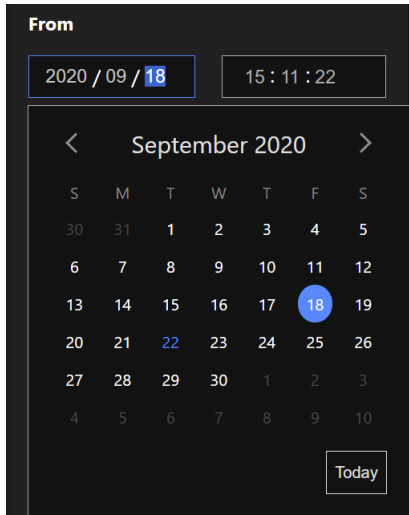 From
2020 / 09 / 18 15 : 11 : 22
September 2020
S M T W T F S
30 31 1 2 3 4 5
6 7 8 9 10 11 12
13 14 15 16 17 18 19
20 21 22 23 24 25 26
27 28 29 30 1 2 3
4 5 6 7 8 9 10
Today